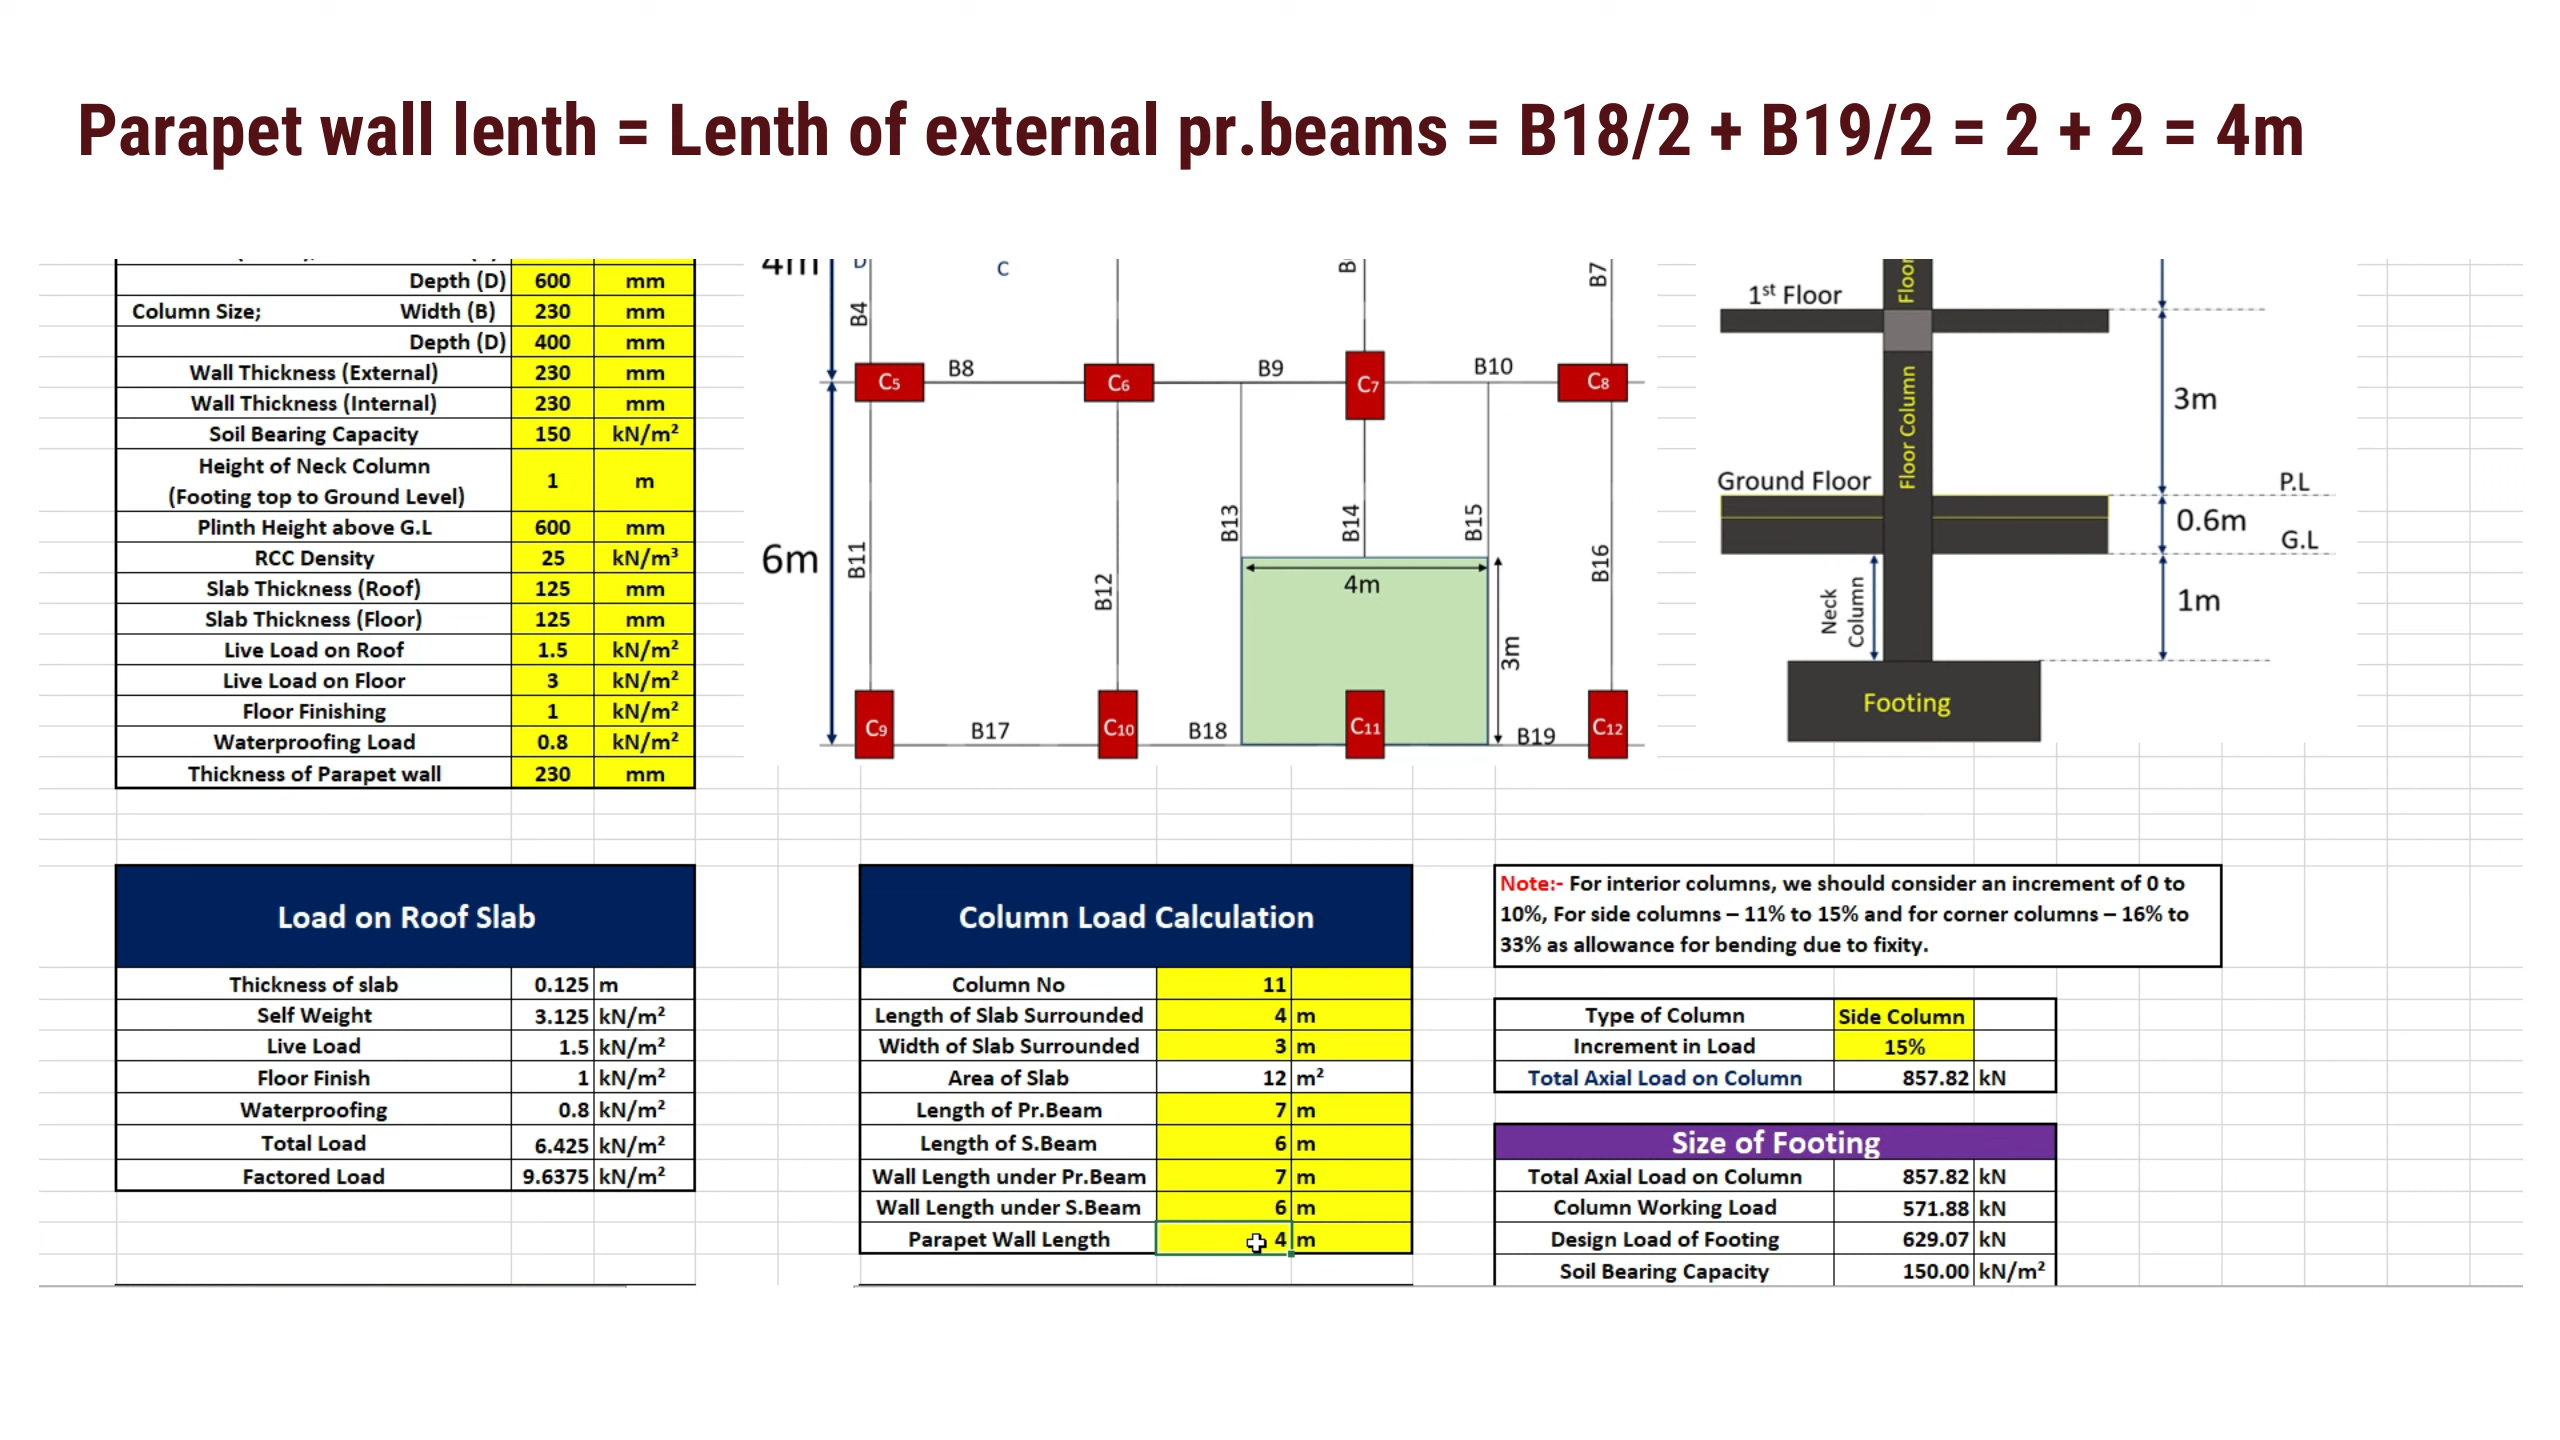 Parapet wall lenth = Lenth of external pr.beams = B18/2 + B19/2 = 2 + 2 = 4m
Depth (D) 600 mm
Column Size; Width (B) 230 mm
Depth (D) 400 mm
Wall Thickness (External) 230 mm
Wall Thickness (Internal) 230 mm
Soil Bearing Capacity 150 kN/m²
Height of Neck Column
(Footing top to Ground Level) 1 m
Plinth Height above G.L 600 mm
RCC Density 25 kN/m³
Slab Thickness (Roof) 125 mm
Slab Thickness (Floor) 125 mm
Live Load on Roof 1.5 kN/m²
Live Load on Floor 3 kN/m²
Floor Finishing 1 kN/m²
Waterproofing Load 0.8 kN/m²
Thickness of Parapet wall 230 mm
4m
D
C
B
B7
B4
C5
B8
C6
B9
C7
B10
C8
6m
B11
B12
B13
B14
B15
B16
4m
3m
C9
B17
C10
B18
C11
B19
C12
1st Floor
Floor
3m
Floor Column
Ground Floor
P.L
0.6m
G.L
Neck
Column
1m
Footing
Load on Roof Slab
Thickness of slab 0.125 m
Self Weight 3.125 kN/m²
Live Load 1.5 kN/m²
Floor Finish 1 kN/m²
Waterproofing 0.8 kN/m²
Total Load 6.425 kN/m²
Factored Load 9.6375 kN/m²
Column Load Calculation
Column No 11
Length of Slab Surrounded 4 m
Width of Slab Surrounded 3 m
Area of Slab 12 m²
Length of Pr.Beam 7 m
Length of S.Beam 6 m
Wall Length under Pr.Beam 7 m
Wall Length under S.Beam 6 m
Parapet Wall Length 4 m
Note:- For interior columns, we should consider an increment of 0 to
10%, For side columns – 11% to 15% and for corner columns – 16% to
33% as allowance for bending due to fixity.
Type of Column Side Column
Increment in Load 15%
Total Axial Load on Column 857.82 kN
Size of Footing
Total Axial Load on Column 857.82 kN
Column Working Load 571.88 kN
Design Load of Footing 629.07 kN
Soil Bearing Capacity 150.00 kN/m²